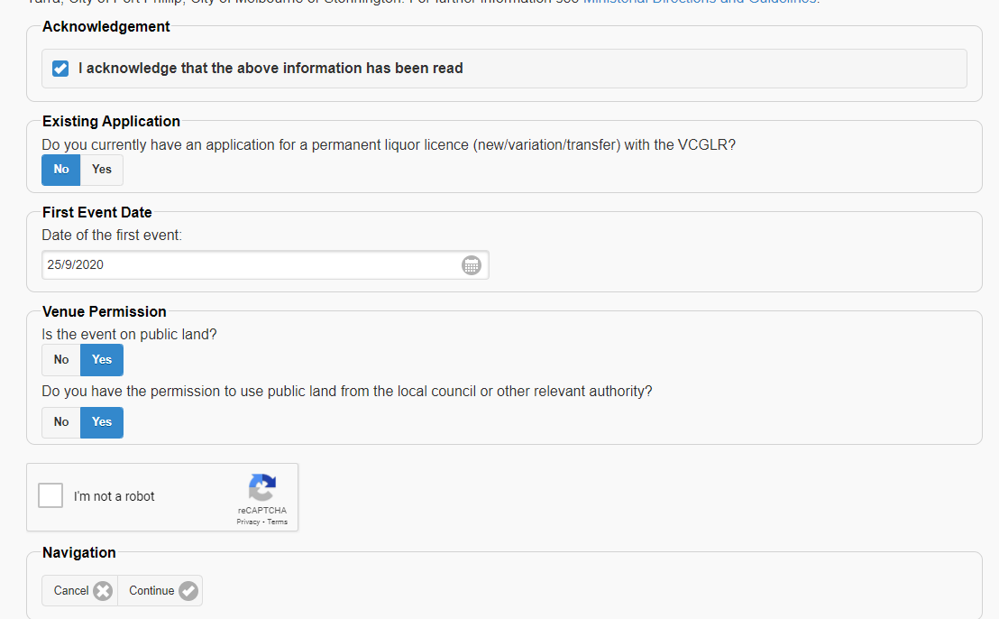 Yarra, City of Port Phillip, City of Melbourne or Stonnington. For further information see Ministerial Directions and Guidelines.
Acknowledgement
I acknowledge that the above information has been read
Existing Application
Do you currently have an application for a permanent liquor licence (new/variation/transfer) with the VCGLR?
No Yes
First Event Date
Date of the first event:
25/9/2020
Venue Permission
Is the event on public land?
No Yes
Do you have the permission to use public land from the local council or other relevant authority?
No Yes
I'm not a robot
reCAPTCHA
Privacy - Terms
Navigation
Cancel Continue